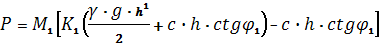 P = M₁[K₁(γ · g · h¹ / 2 + c · h · ctgφ₁) − c · h · ctgφ₁]